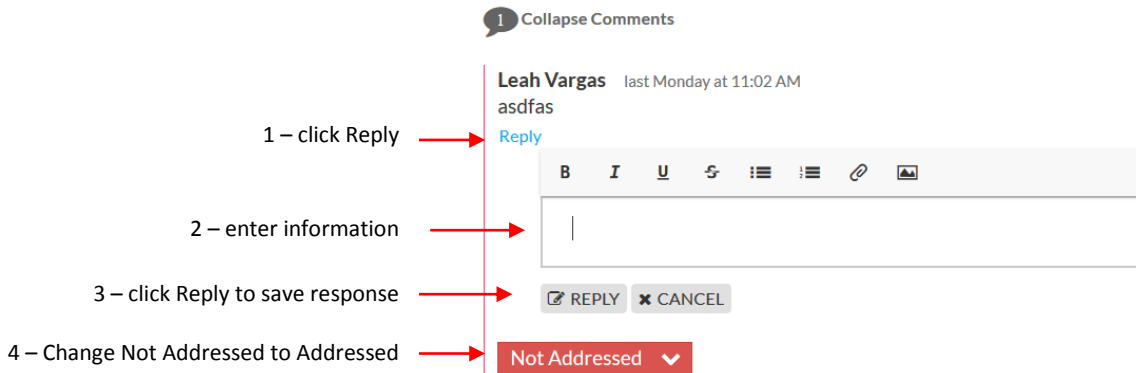 1 Collapse Comments
Leah Vargas last Monday at 11:02 AM
asdfas
1 – click Reply
Reply
B I U S
2 – enter information
3 – click Reply to save response
REPLY CANCEL
4 – Change Not Addressed to Addressed
Not Addressed